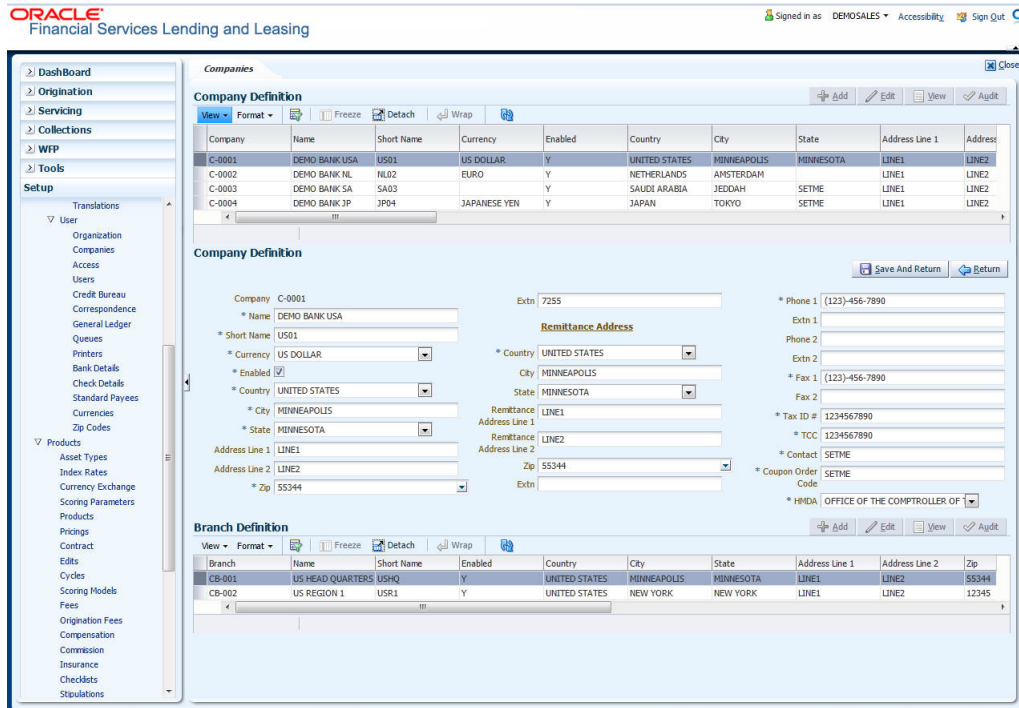 ORACLE
Financial Services Lending and Leasing
Signed in as DEMOSALES Accessibility Sign Out
DashBoard
Origination
Servicing
Collections
WFP
Tools
Setup
Translations
User
Organization
Companies
Access
Users
Credit Bureau
Correspondence
General Ledger
Queues
Printers
Bank Details
Check Details
Standard Payees
Currencies
Zip Codes
Products
Asset Types
Index Rates
Currency Exchange
Scoring Parameters
Products
Pricings
Contract
Edits
Cycles
Scoring Models
Fees
Origination Fees
Compensation
Commission
Insurance
Checklists
Stipulations
Companies
Close
Company Definition
Add Edit View Audit
View Format Freeze Detach Wrap
Company Name Short Name Currency Enabled Country City State Address Line 1 Address
C-0001 DEMO BANK USA US01 US DOLLAR Y UNITED STATES MINNEAPOLIS MINNESOTA LINE1 LINE2
C-0002 DEMO BANK NL NL02 EURO Y NETHERLANDS AMSTERDAM LINE1 LINE2
C-0003 DEMO BANK SA SA03 Y SAUDI ARABIA JEDDAH SETME LINE1 LINE2
C-0004 DEMO BANK JP JP04 JAPANESE YEN Y JAPAN TOKYO SETME LINE1 LINE2
Company Definition
Save And Return Return
Company C-0001
* Name DEMO BANK USA
* Short Name US01
* Currency US DOLLAR
* Enabled
* Country UNITED STATES
* City MINNEAPOLIS
* State MINNESOTA
Address Line 1 LINE1
Address Line 2 LINE2
* Zip 55344
Extn 7255
Remittance Address
* Country UNITED STATES
City MINNEAPOLIS
State MINNESOTA
Remittance Address Line 1 LINE1
Remittance Address Line 2 LINE2
Zip 55344
Extn
* Phone 1 (123)-456-7890
Extn 1
Phone 2
Extn 2
* Fax 1 (123)-456-7890
Fax 2
* Tax ID # 1234567890
* TCC 1234567890
* Contact SETME
* Coupon Order Code SETME
* HMDA OFFICE OF THE COMPTROLLER OF
Branch Definition
Add Edit View Audit
View Format Freeze Detach Wrap
Branch Name Short Name Enabled Country City State Address Line 1 Address Line 2 Zip
CB-001 US HEAD QUARTERS USHQ Y UNITED STATES MINNEAPOLIS MINNESOTA LINE1 LINE2 55344
CB-002 US REGION 1 USR1 Y UNITED STATES NEW YORK NEW YORK LINE1 LINE2 12345